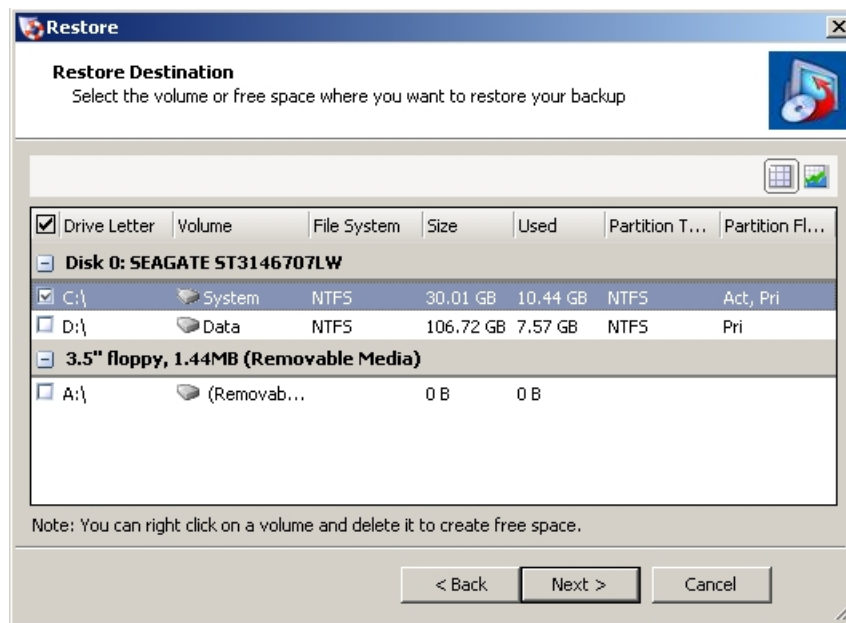 Restore
Restore Destination
Select the volume or free space where you want to restore your backup
Drive Letter Volume File System Size Used Partition T... Partition Fl...
Disk 0: SEAGATE ST3146707LW
C:\ System NTFS 30.01 GB 10.44 GB NTFS Act, Pri
D:\ Data NTFS 106.72 GB 7.57 GB NTFS Pri
3.5" floppy, 1.44MB (Removable Media)
A:\ (Removab... 0 B 0 B
Note: You can right click on a volume and delete it to create free space.
< Back Next > Cancel